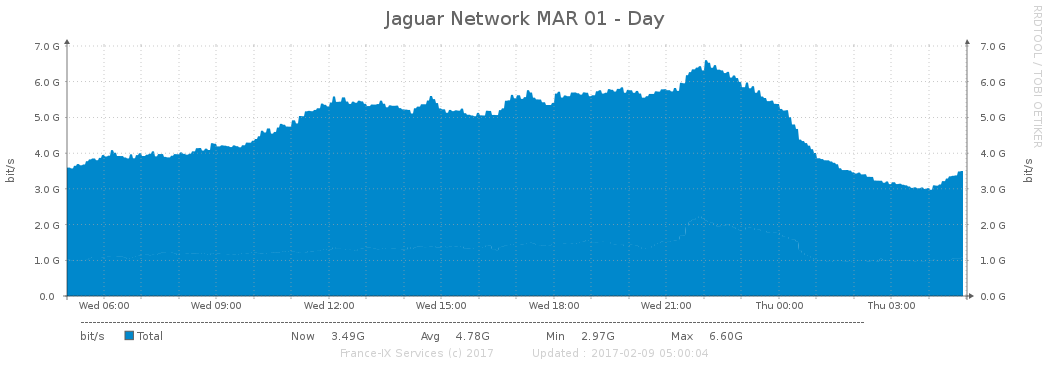 Jaguar Network MAR 01 - Day
RRDTOOL / TOBI OETIKER
7.0 G 7.0 G
6.0 G 6.0 G
5.0 G 5.0 G
4.0 G 4.0 G
3.0 G 3.0 G
2.0 G 2.0 G
1.0 G 1.0 G
0.0 0.0 G
bit/s bit/s
Wed 06:00 Wed 09:00 Wed 12:00 Wed 15:00 Wed 18:00 Wed 21:00 Thu 00:00 Thu 03:00
bit/s Total Now 3.49G Avg 4.78G Min 2.97G Max 6.60G
France-IX Services (c) 2017 Updated : 2017-02-09 05:00:04